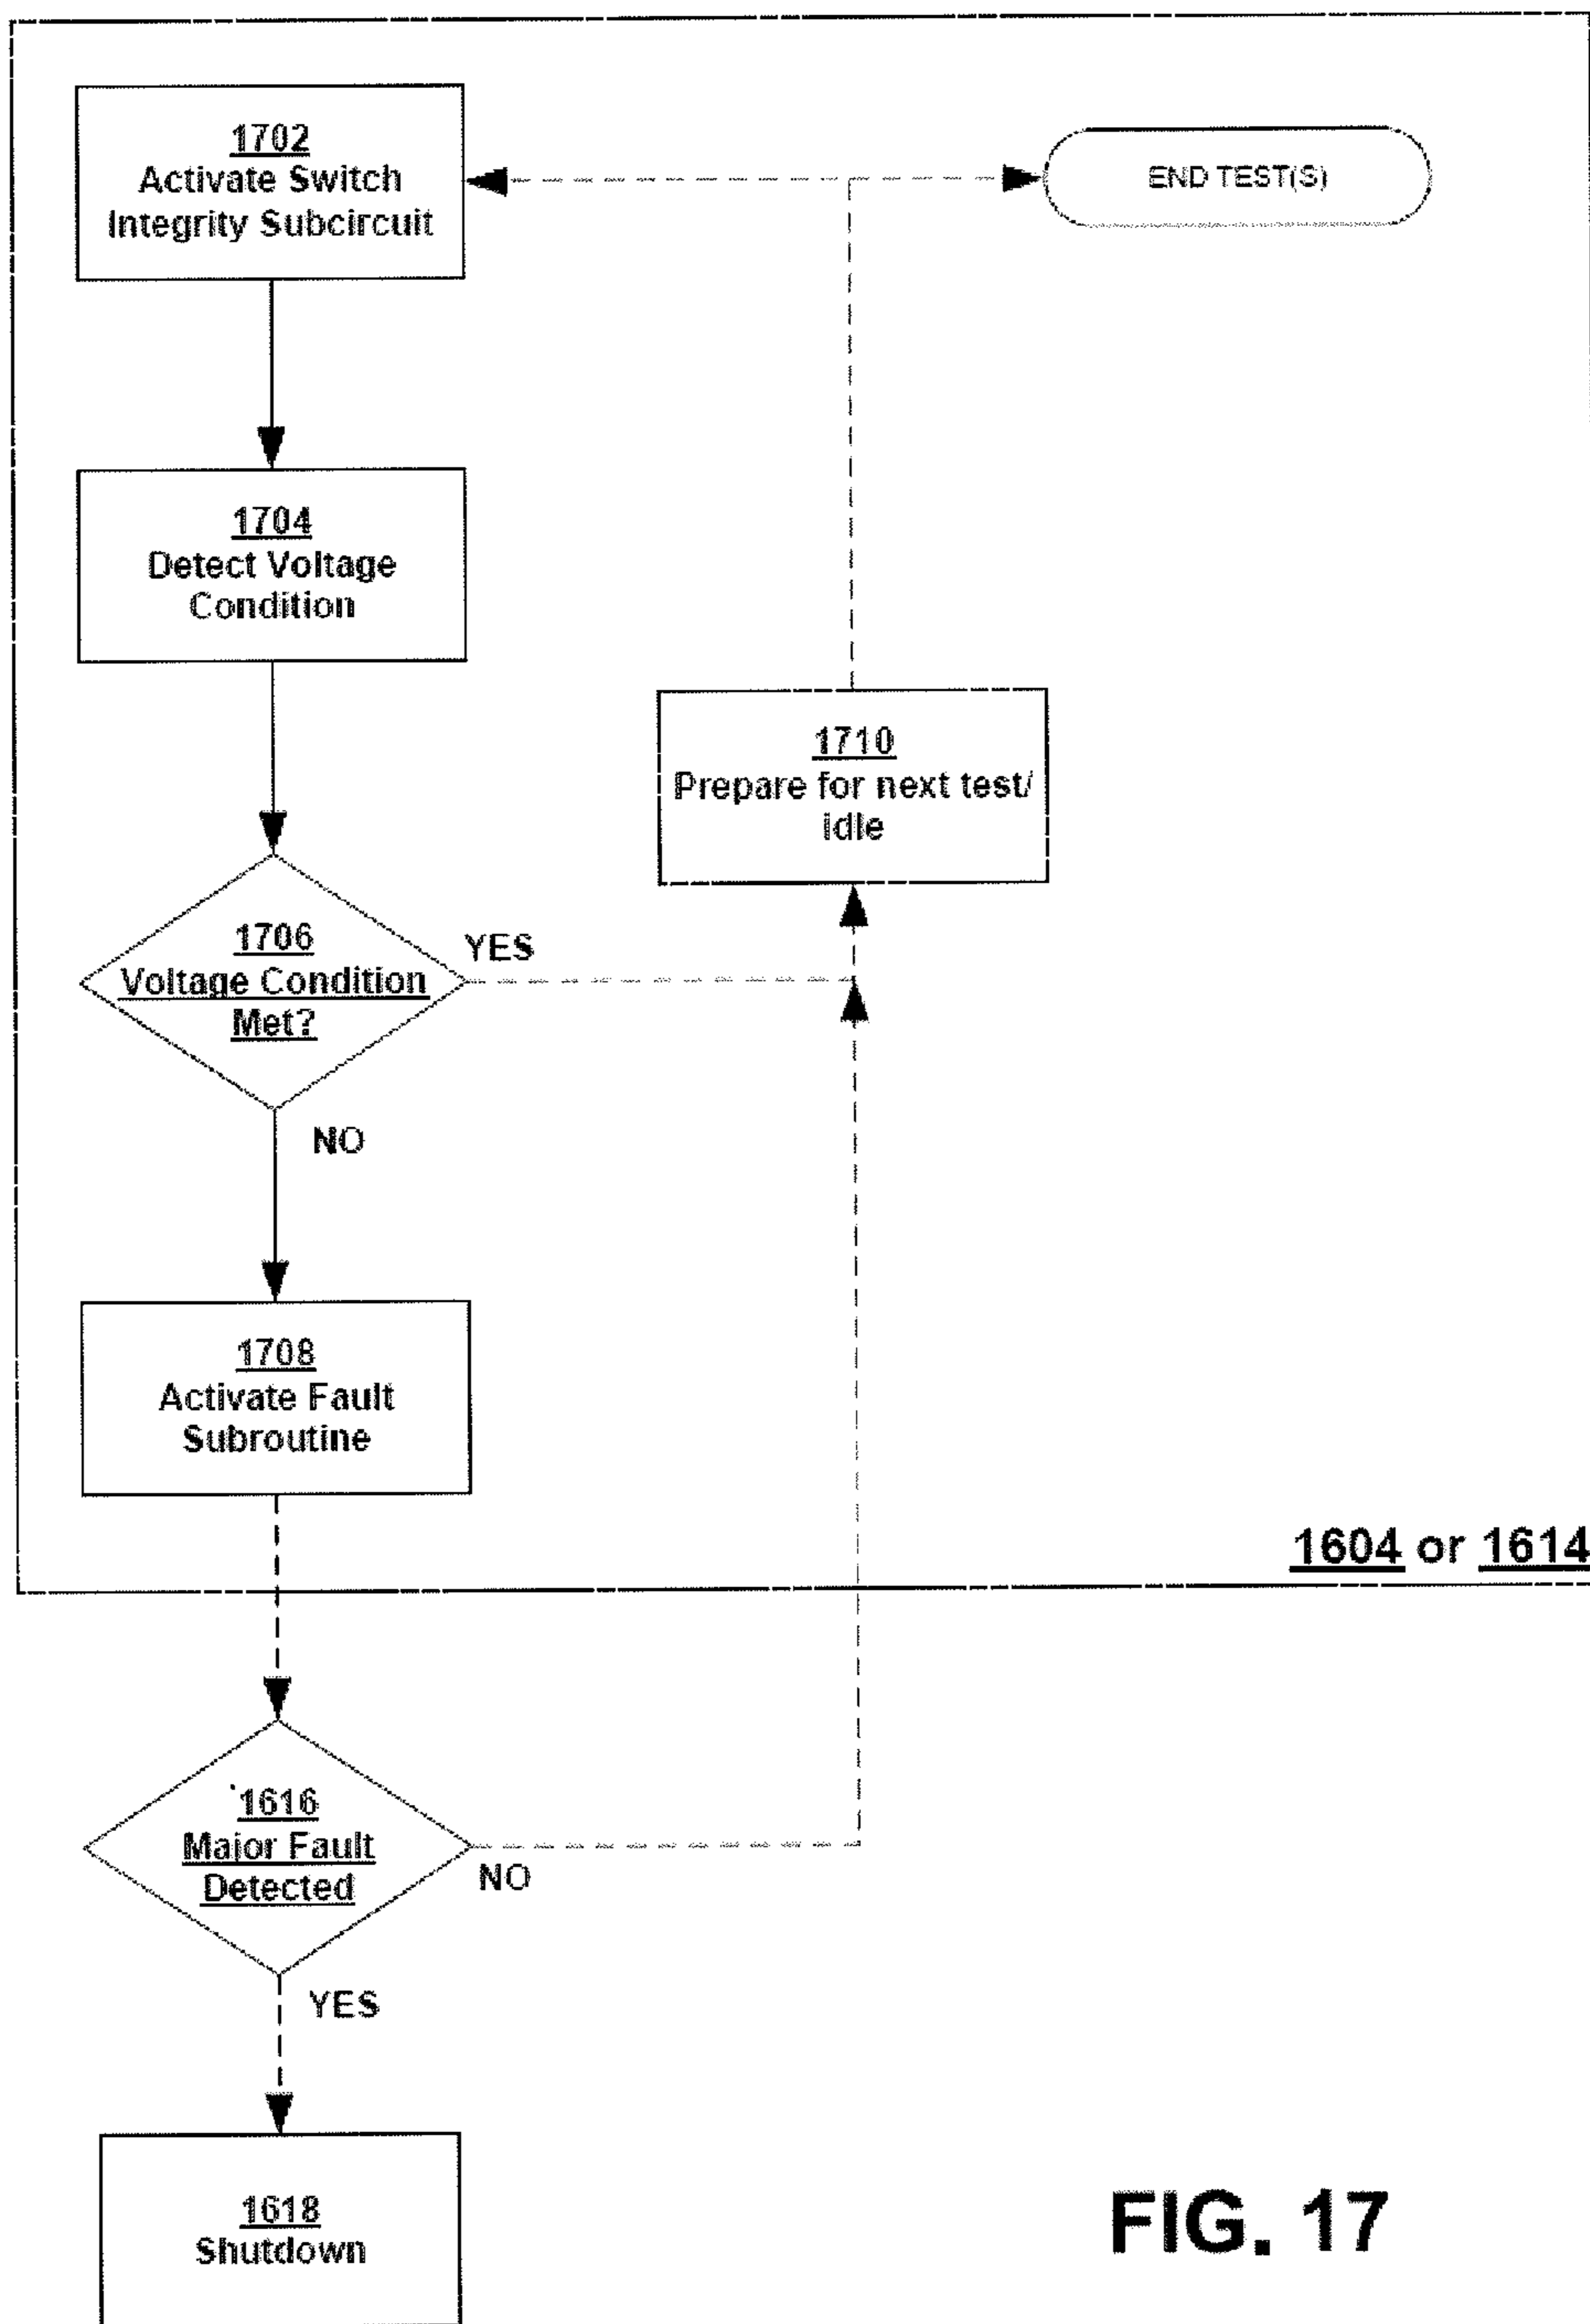 1702
Activate Switch
Integrity Subcircuit
END TEST(S)
1704
Detect Voltage
Condition
1710
Prepare for next test/
idle
1706
Voltage Condition
Met?
YES
NO
1708
Activate Fault
Subroutine
1604 or 1614
1616
Major Fault
Detected
NO
YES
1618
Shutdown
FIG. 17